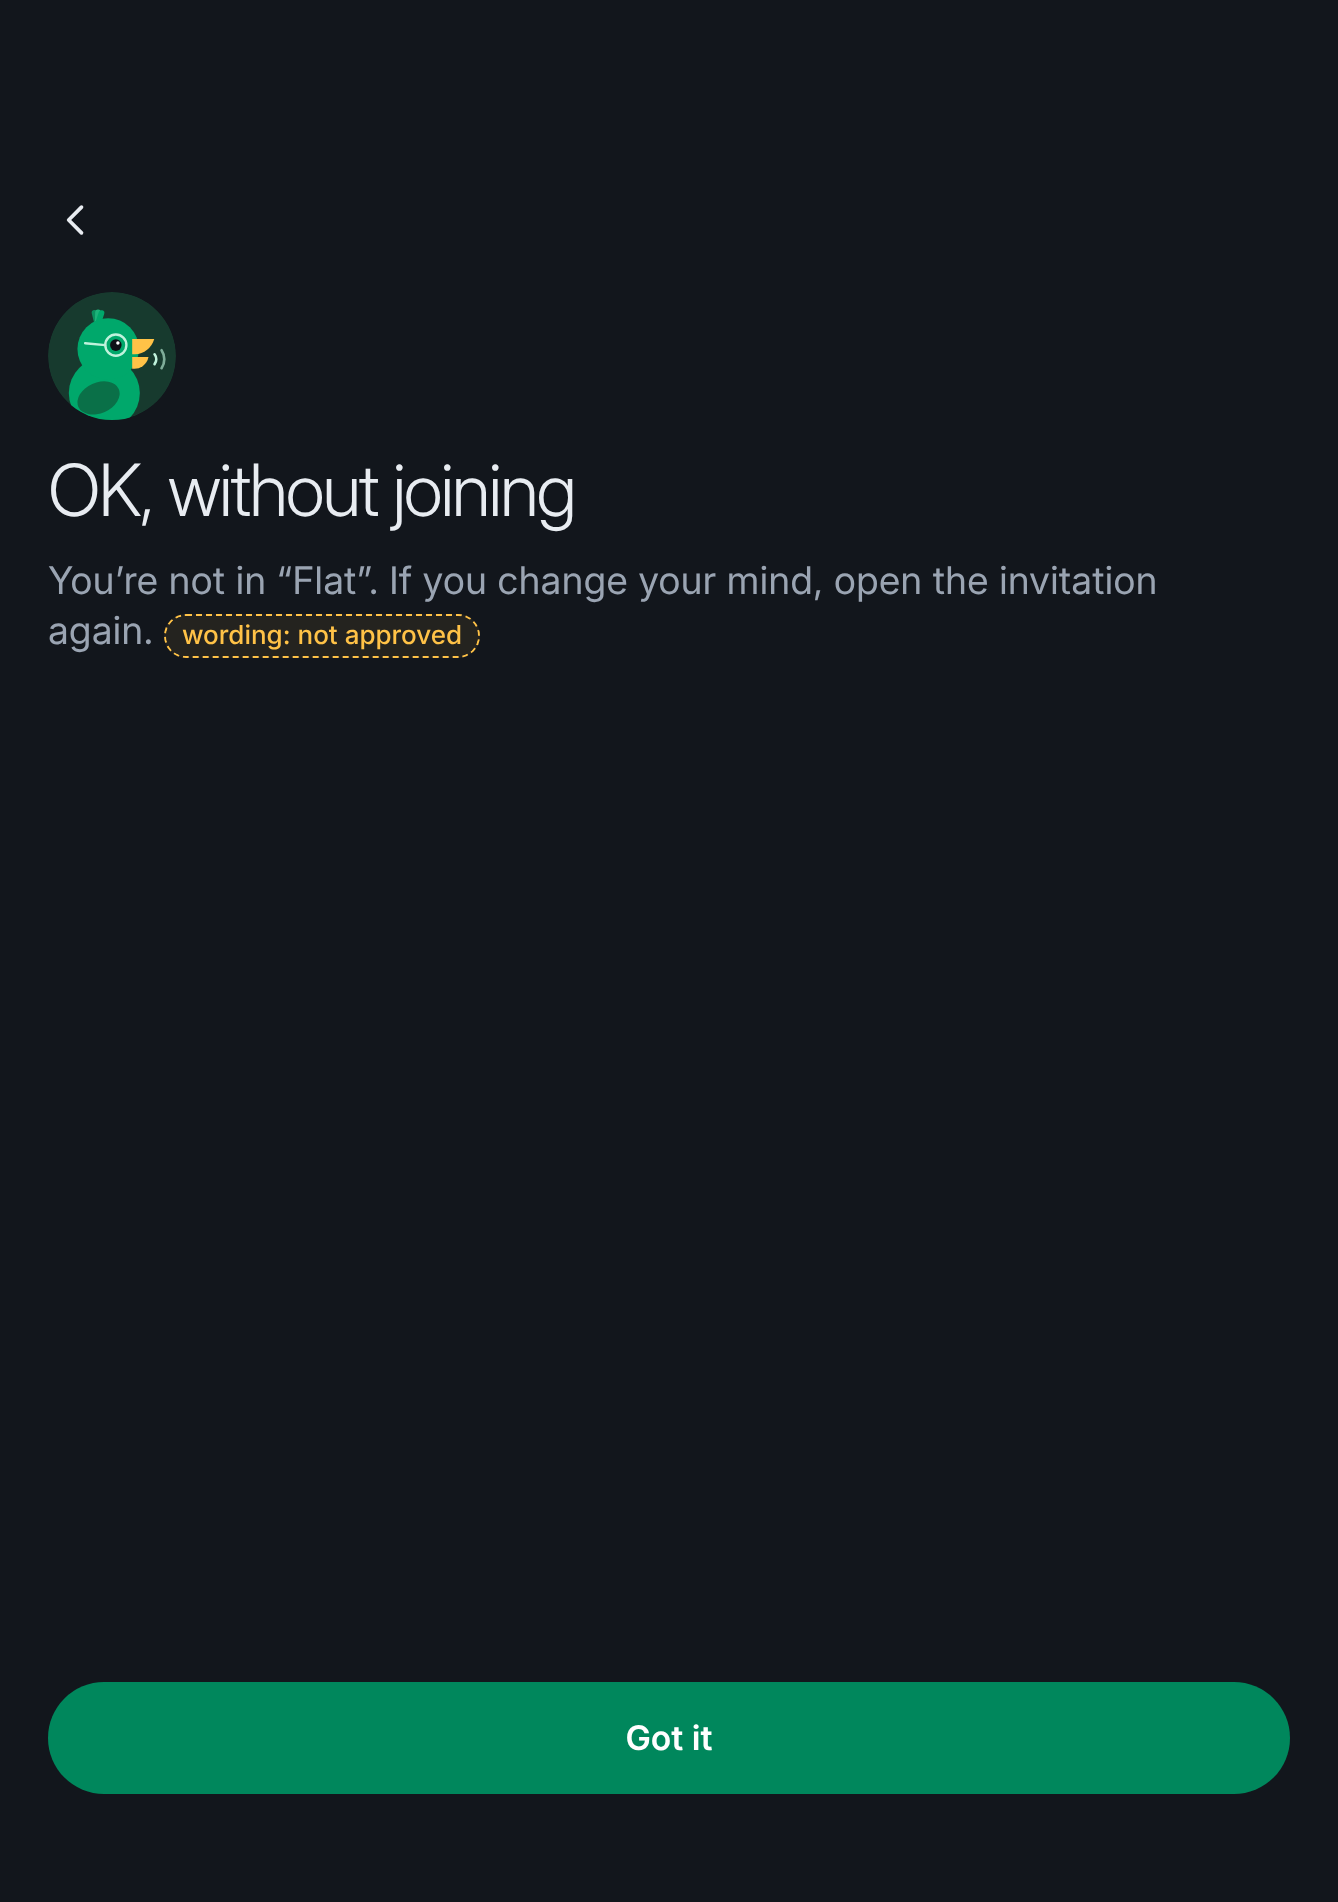 OK, without joining
You’re not in “Flat”. If you change your mind, open the invitation
again. wording: not approved
Got it